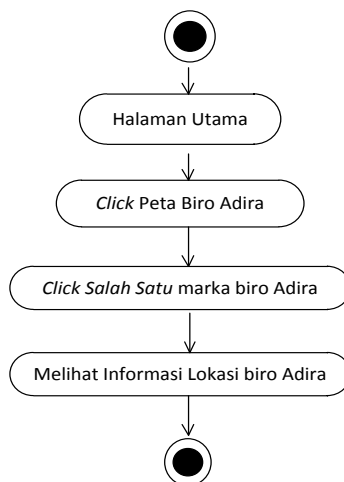 Halaman Utama
Click Peta Biro Adira
Click Salah Satu marka biro Adira
Melihat Informasi Lokasi biro Adira